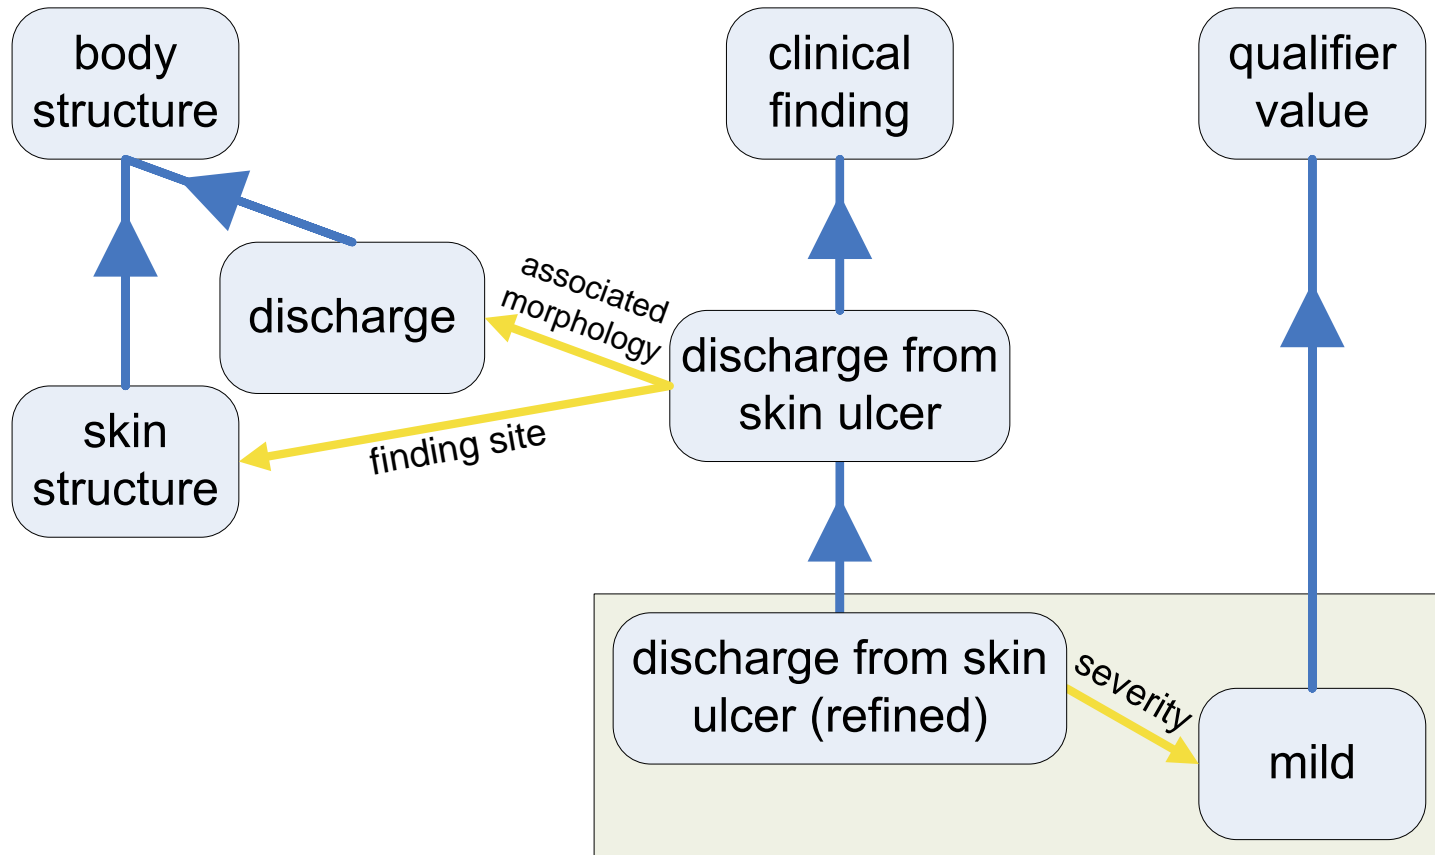 body
structure
clinical
finding
qualifier
value
discharge
associated
morphology
discharge from
skin ulcer
skin
structure
finding site
discharge from skin
ulcer (refined)
severity
mild